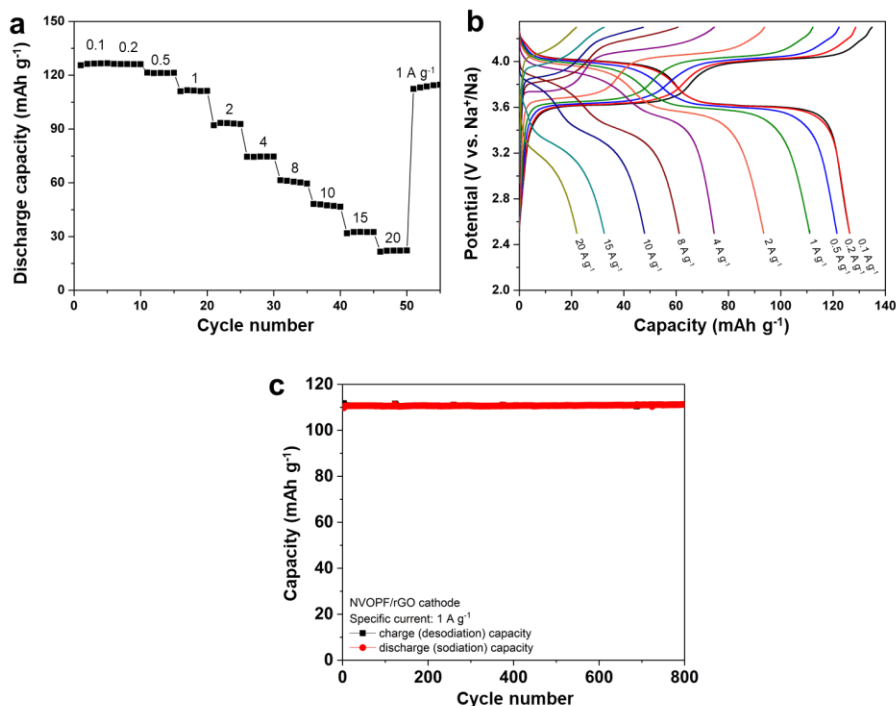 a
150
120
90
60
30
0
Discharge capacity (mAh g⁻¹)
0.1
0.2
0.5
1
2
4
8
10
15
20
1 A g⁻¹
0 10 20 30 40 50
Cycle number
b
4.0
3.6
3.2
2.8
2.4
2.0
Potential (V vs. Na⁺/Na)
20 A g⁻¹
15 A g⁻¹
10 A g⁻¹
8 A g⁻¹
4 A g⁻¹
2 A g⁻¹
1 A g⁻¹
0.5 A g⁻¹
0.2 A g⁻¹
0.1 A g⁻¹
0 20 40 60 80 100 120 140
Capacity (mAh g⁻¹)
c
120
100
80
60
40
20
0
Capacity (mAh g⁻¹)
NVOPF/rGO cathode
Specific current: 1 A g⁻¹
charge (desodiation) capacity
discharge (sodiation) capacity
0 200 400 600 800
Cycle number